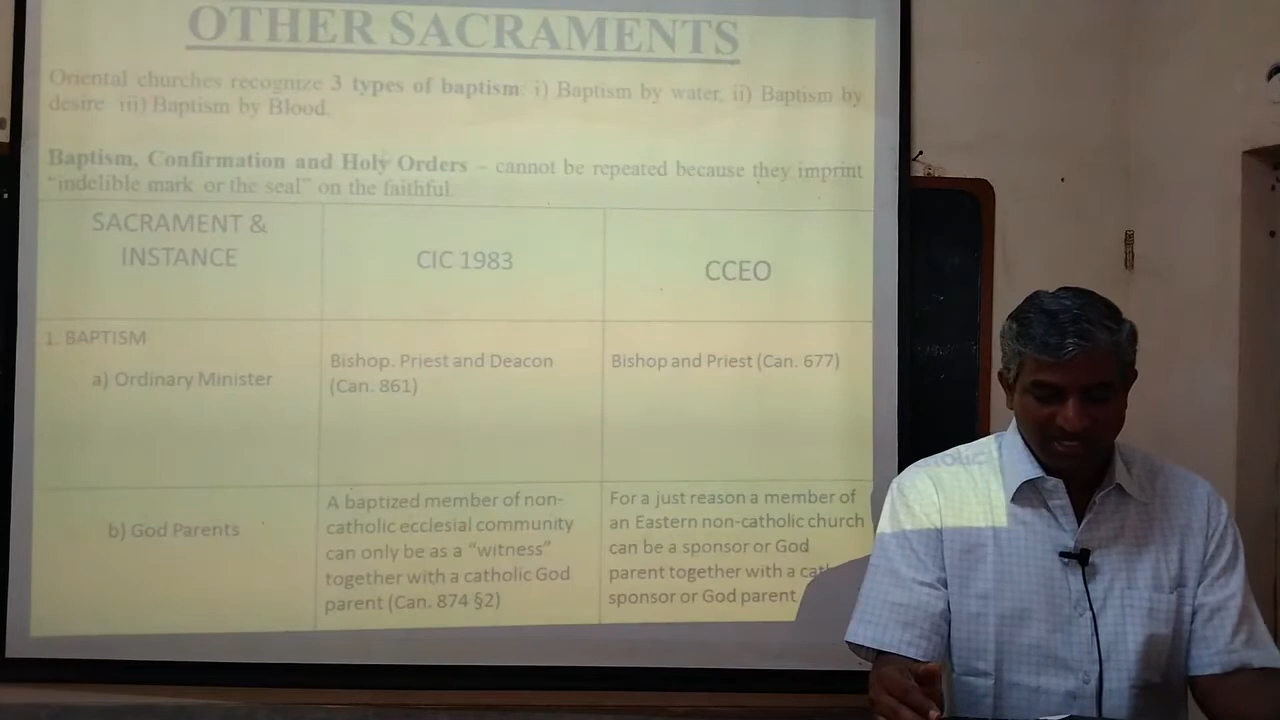 OTHER SACRAMENTS
Oriental churches recognize 3 types of baptism: i) Baptism by water, ii) Baptism by
desire iii) Baptism by Blood.
Baptism, Confirmation and Holy Orders – cannot be repeated because they imprint
“indelible mark or the seal” on the faithful.
SACRAMENT &
INSTANCE
CIC 1983
CCEO
1. BAPTISM
a) Ordinary Minister
Bishop. Priest and Deacon
(Can. 861)
Bishop and Priest (Can. 677)
b) God Parents
A baptized member of non-
catholic ecclesial community
can only be as a “witness”
together with a catholic God
parent (Can. 874 §2)
For a just reason a member of
an Eastern non-catholic church
can be a sponsor or God
parent together with a
sponsor or God parent